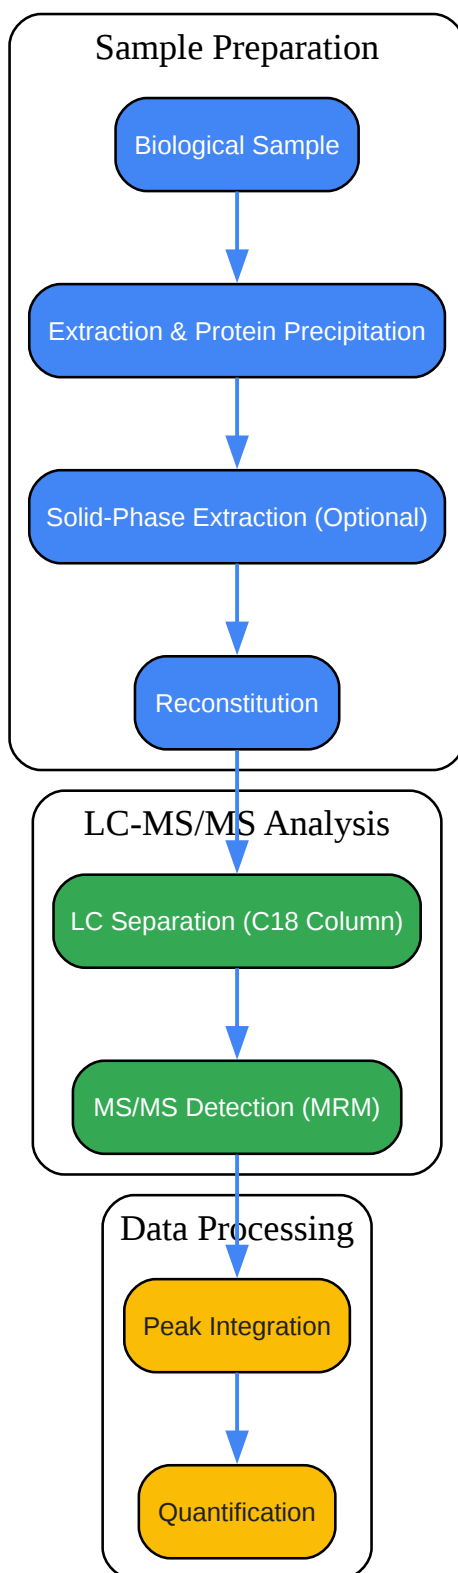 Sample Preparation
Biological Sample
Extraction & Protein Precipitation
Solid-Phase Extraction (Optional)
Reconstitution
LC-MS/MS Analysis
LC Separation (C18 Column)
MS/MS Detection (MRM)
Data Processing
Peak Integration
Quantification